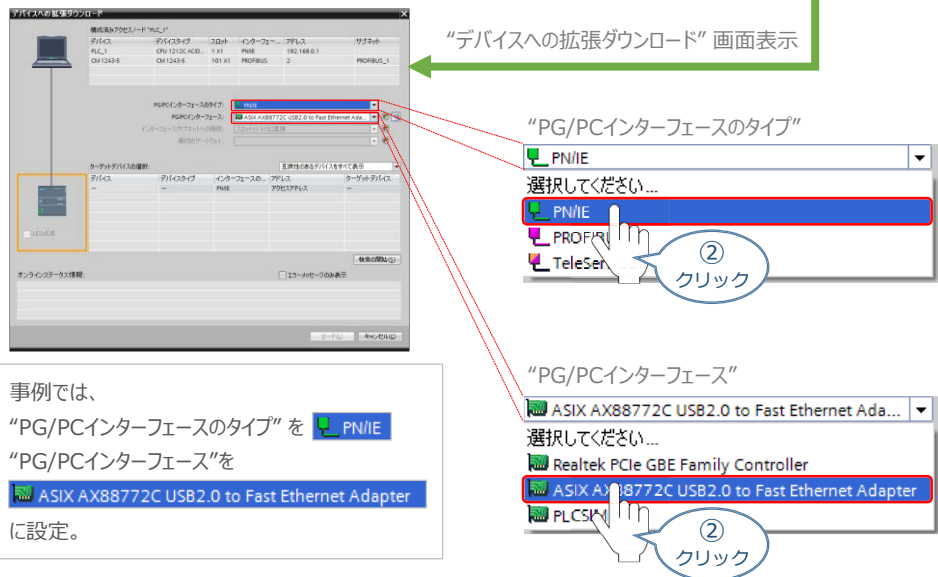 デバイスへの拡張ダウンロード
構成済みアクセスノード "PLC_1"
デバイス デバイスタイプ スロット インターフェー... アドレス サブネット
PLC_1 CPU 1212C AC/D... 1 X1 PN/IE 192.168.0.1
CM 1243-5 CM 1243-5 101 X1 PROFIBUS 2 PROFIBUS_1
PG/PCインターフェースのタイプ: PN/IE
PG/PCインターフェース: ASIX AX88772C USB2.0 to Fast Ethernet Ada...
ターゲットデバイスの選択: 互換性のあるデバイスをすべて表示
デバイス デバイスタイプ インターフェースの... アドレス ターゲットデバイス
— — PN/IE アクセスアドレス —
LEDの点滅
検索の開始(S)
オンラインステータス情報: エラーメッセージのみ表示
ロード(L) キャンセル(C)
“デバイスへの拡張ダウンロード” 画面表示
“PG/PCインターフェースのタイプ”
PN/IE
選択してください...
PN/IE
PROFIBU
TeleSer
②
クリック
“PG/PCインターフェース”
ASIX AX88772C USB2.0 to Fast Ethernet Ada...
選択してください...
Realtek PCIe GBE Family Controller
ASIX AX88772C USB2.0 to Fast Ethernet Adapter
PLCSIM
②
クリック
事例では、
“PG/PCインターフェースのタイプ” を PN/IE
“PG/PCインターフェース”を
ASIX AX88772C USB2.0 to Fast Ethernet Adapter
に設定。